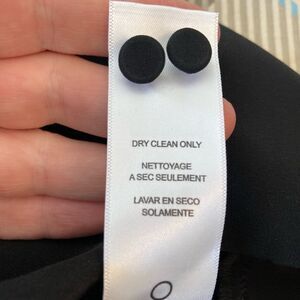 DRY CLEAN ONLY
NETTOYAGE
A SEC SEULEMENT
LAVAR EN SECO
SOLAMENTE